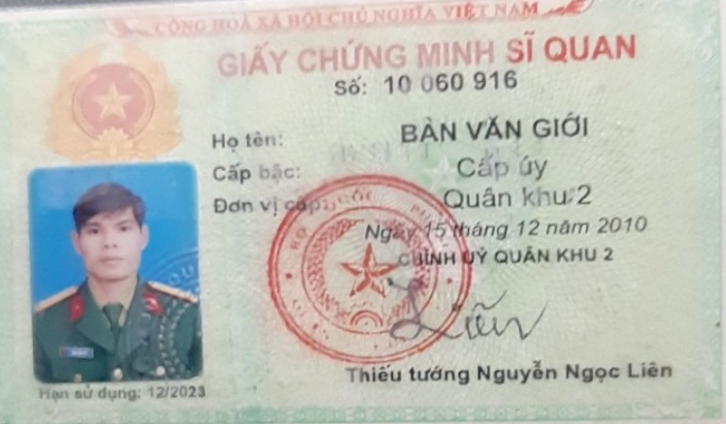 CỘNG HOÀ XÃ HỘI CHỦ NGHĨA VIỆT NAM
GIẤY CHỨNG MINH SĨ QUAN
Số: 10 060 916
Họ tên: BÀN VĂN GIỚI
Cấp bậc: Cấp úy
Đơn vị cấp: Quân khu 2
Ngày 15 tháng 12 năm 2010
CHÍNH UỶ QUÂN KHU 2
Thiếu tướng Nguyễn Ngọc Liên
Hạn sử dụng: 12/2023